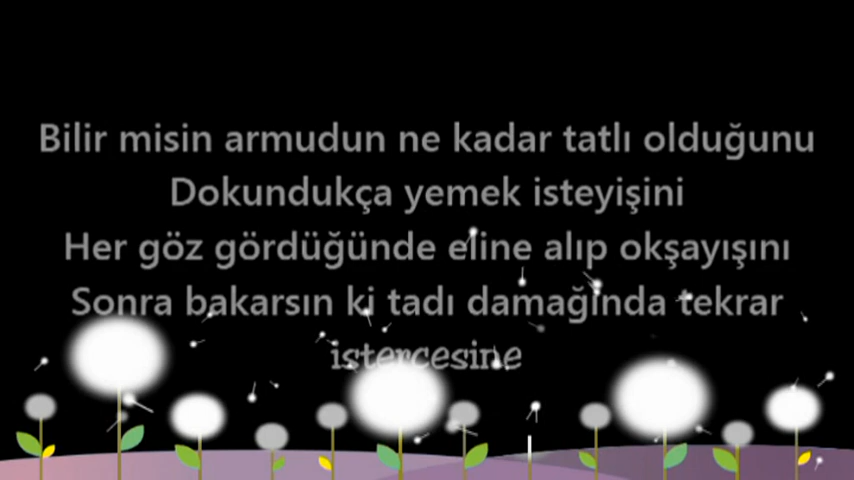 Bilir misin armudun ne kadar tatlı olduğunu
Dokundukça yemek isteyişini
Her göz gördüğünde eline alıp okşayışını
Sonra bakarsın ki tadı damağında tekrar
istercesine